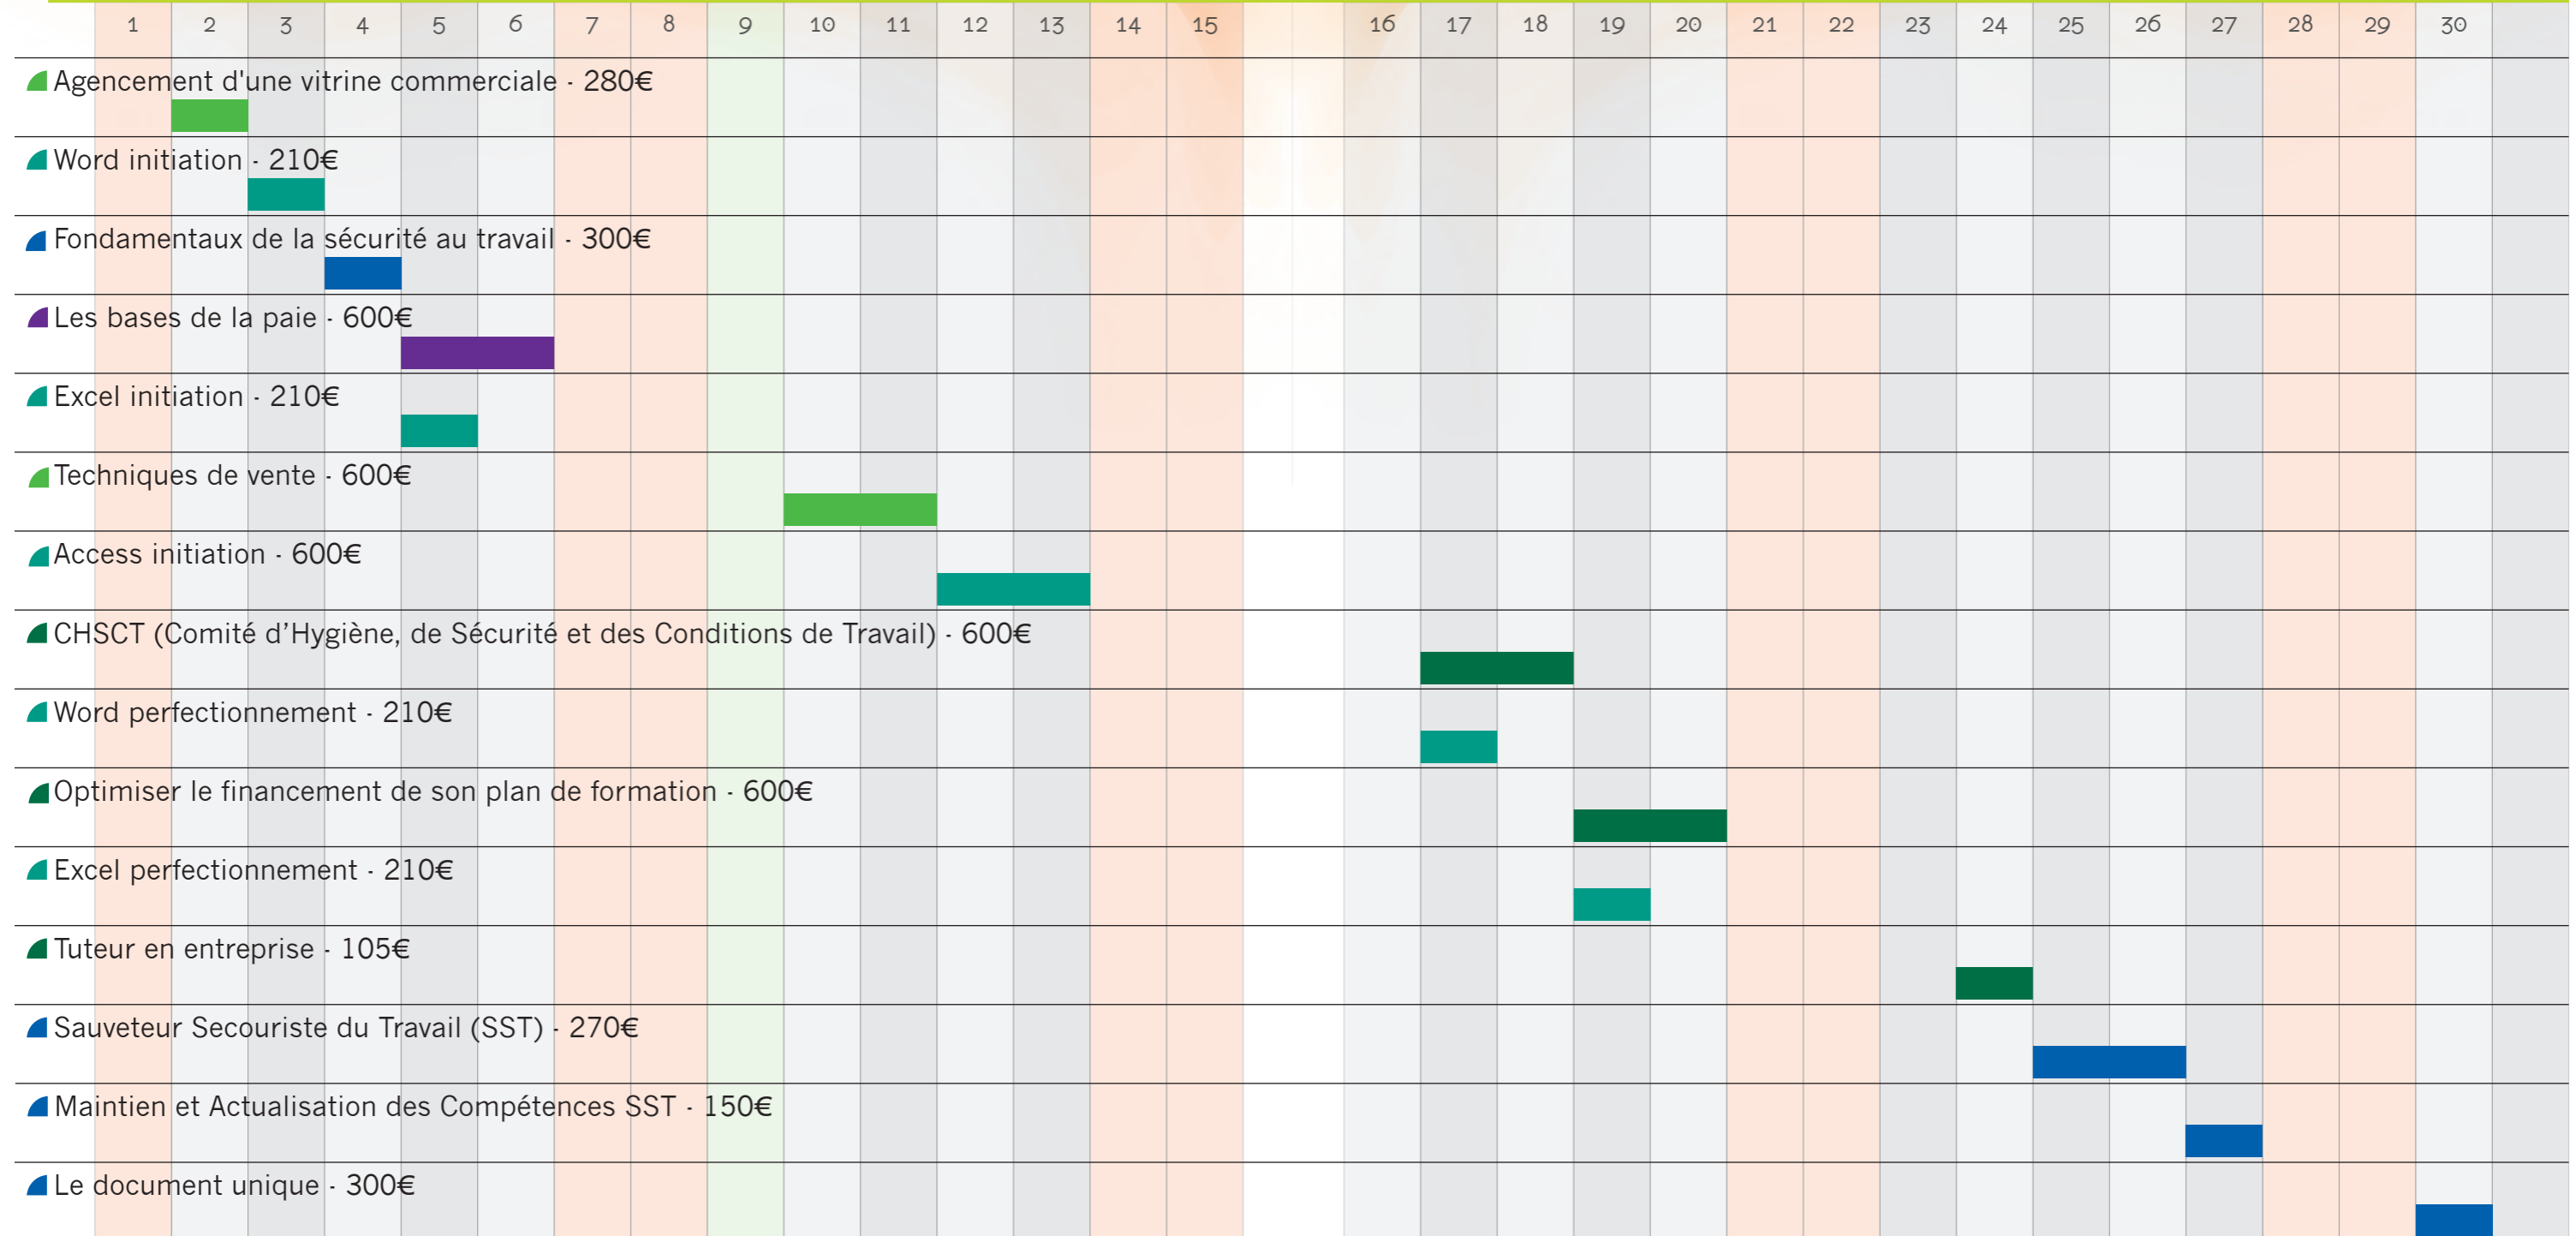 1 2 3 4 5 6 7 8 9 10 11 12 13 14 15 16 17 18 19 20 21 22 23 24 25 26 27 28 29 30
Agencement d'une vitrine commerciale - 280€
Word initiation - 210€
Fondamentaux de la sécurité au travail - 300€
Les bases de la paie - 600€
Excel initiation - 210€
Techniques de vente - 600€
Access initiation - 600€
CHSCT (Comité d’Hygiène, de Sécurité et des Conditions de Travail) - 600€
Word perfectionnement - 210€
Optimiser le financement de son plan de formation - 600€
Excel perfectionnement - 210€
Tuteur en entreprise - 105€
Sauveteur Secouriste du Travail (SST) - 270€
Maintien et Actualisation des Compétences SST - 150€
Le document unique - 300€